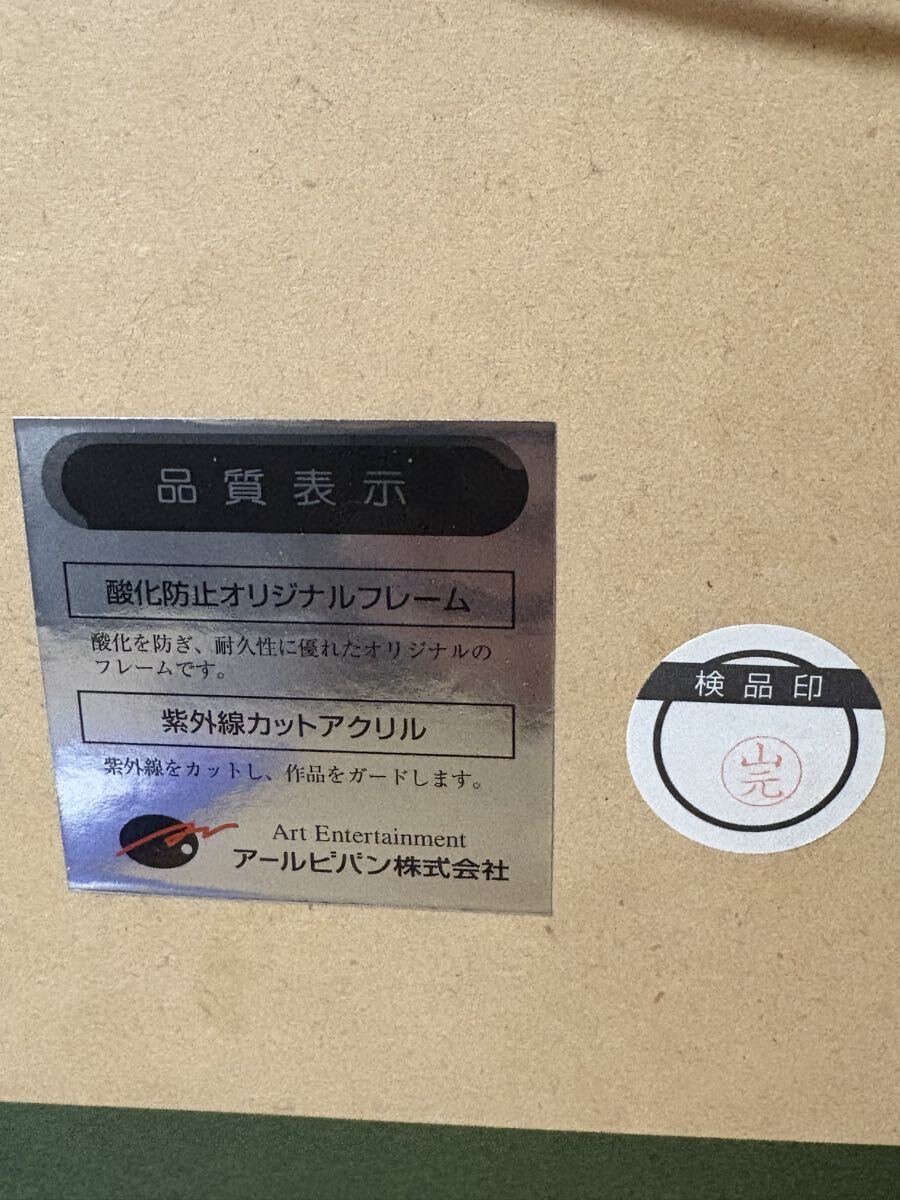 品質表示
酸化防止オリジナルフレーム
酸化を防ぎ、耐久性に優れたオリジナルの
フレームです。
紫外線カットアクリル
紫外線をカットし、作品をガードします。
Art Entertainment
アールビバン株式会社
検品印
山元